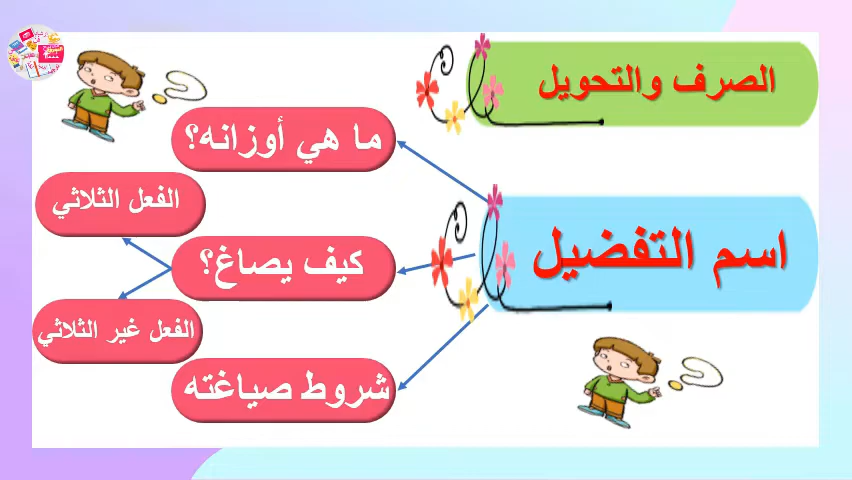 الصرف والتحويل
اسم التفضيل
ما هي أوزانه؟
كيف يصاغ؟
الفعل الثلاثي
الفعل غير الثلاثي
شروط صياغته